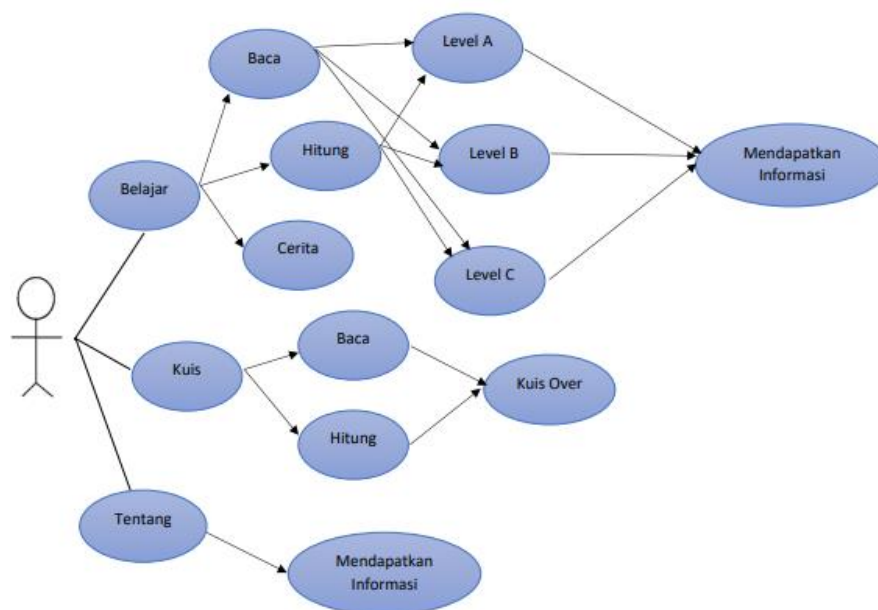 Baca
Level A
Hitung
Level B
Mendapatkan
Informasi
Belajar
Cerita
Level C
Baca
Kuis
Kuis Over
Hitung
Tentang
Mendapatkan
Informasi